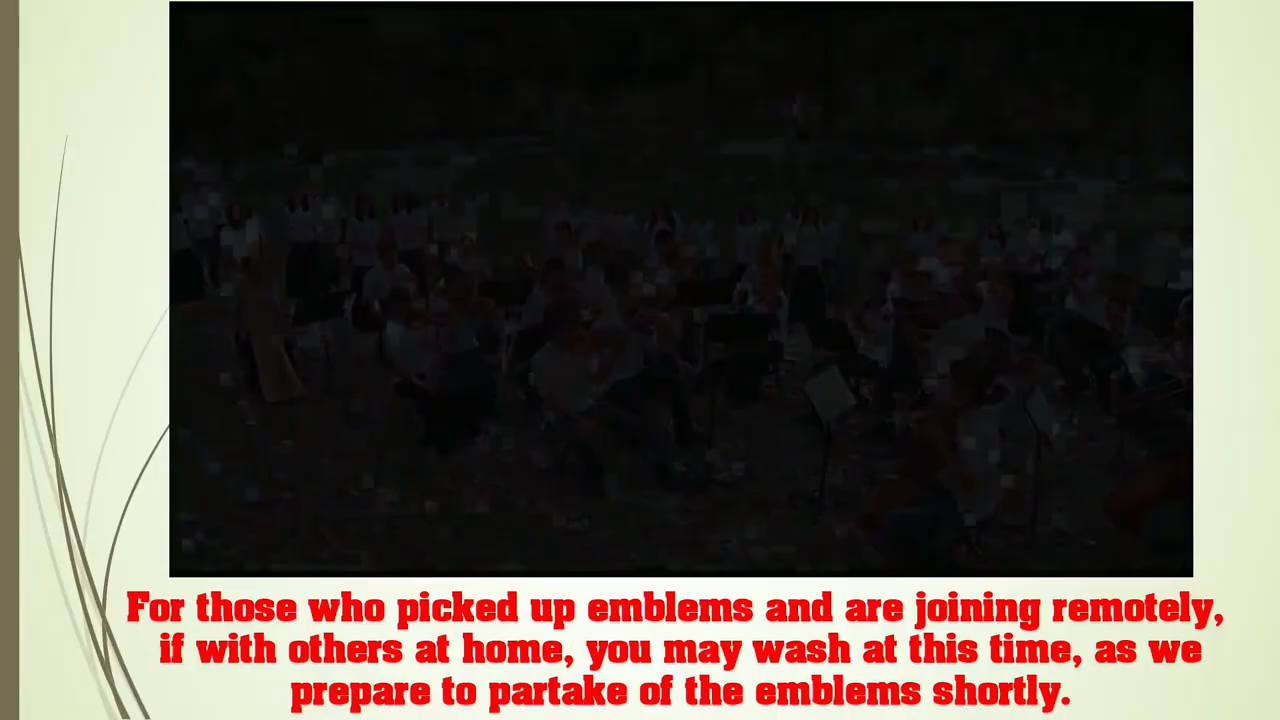 For those who picked up emblems and are joining remotely,
if with others at home, you may wash at this time, as we
prepare to partake of the emblems shortly.